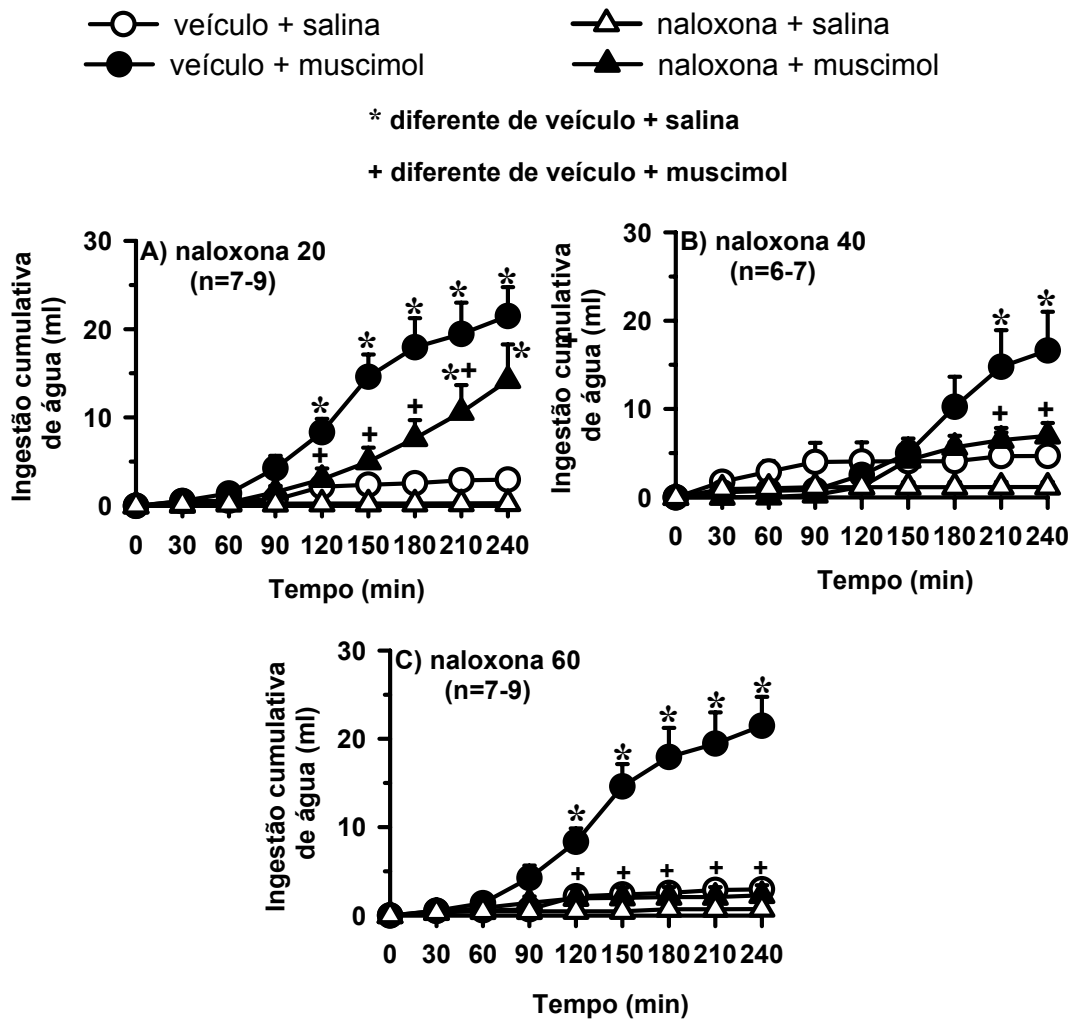 veículo + salina
naloxona + salina
veículo + muscimol
naloxona + muscimol
* diferente de veículo + salina
+ diferente de veículo + muscimol
Ingestão cumulativa
de água (ml)
A) naloxona 20
(n=7-9)
30
20
10
0
* * * * * *
+ + + *+
0 30 60 90 120 150 180 210 240
Tempo (min)
Ingestão cumulativa
de água (ml)
+
B) naloxona 40
(n=6-7)
30
20
10
0
* *
+ +
0 30 60 90 120 150 180 210 240
Tempo (min)
Ingestão cumulativa
de água (ml)
C) naloxona 60
(n=7-9)
30
20
10
0
* * * * *
+ + + + +
0 30 60 90 120 150 180 210 240
Tempo (min)